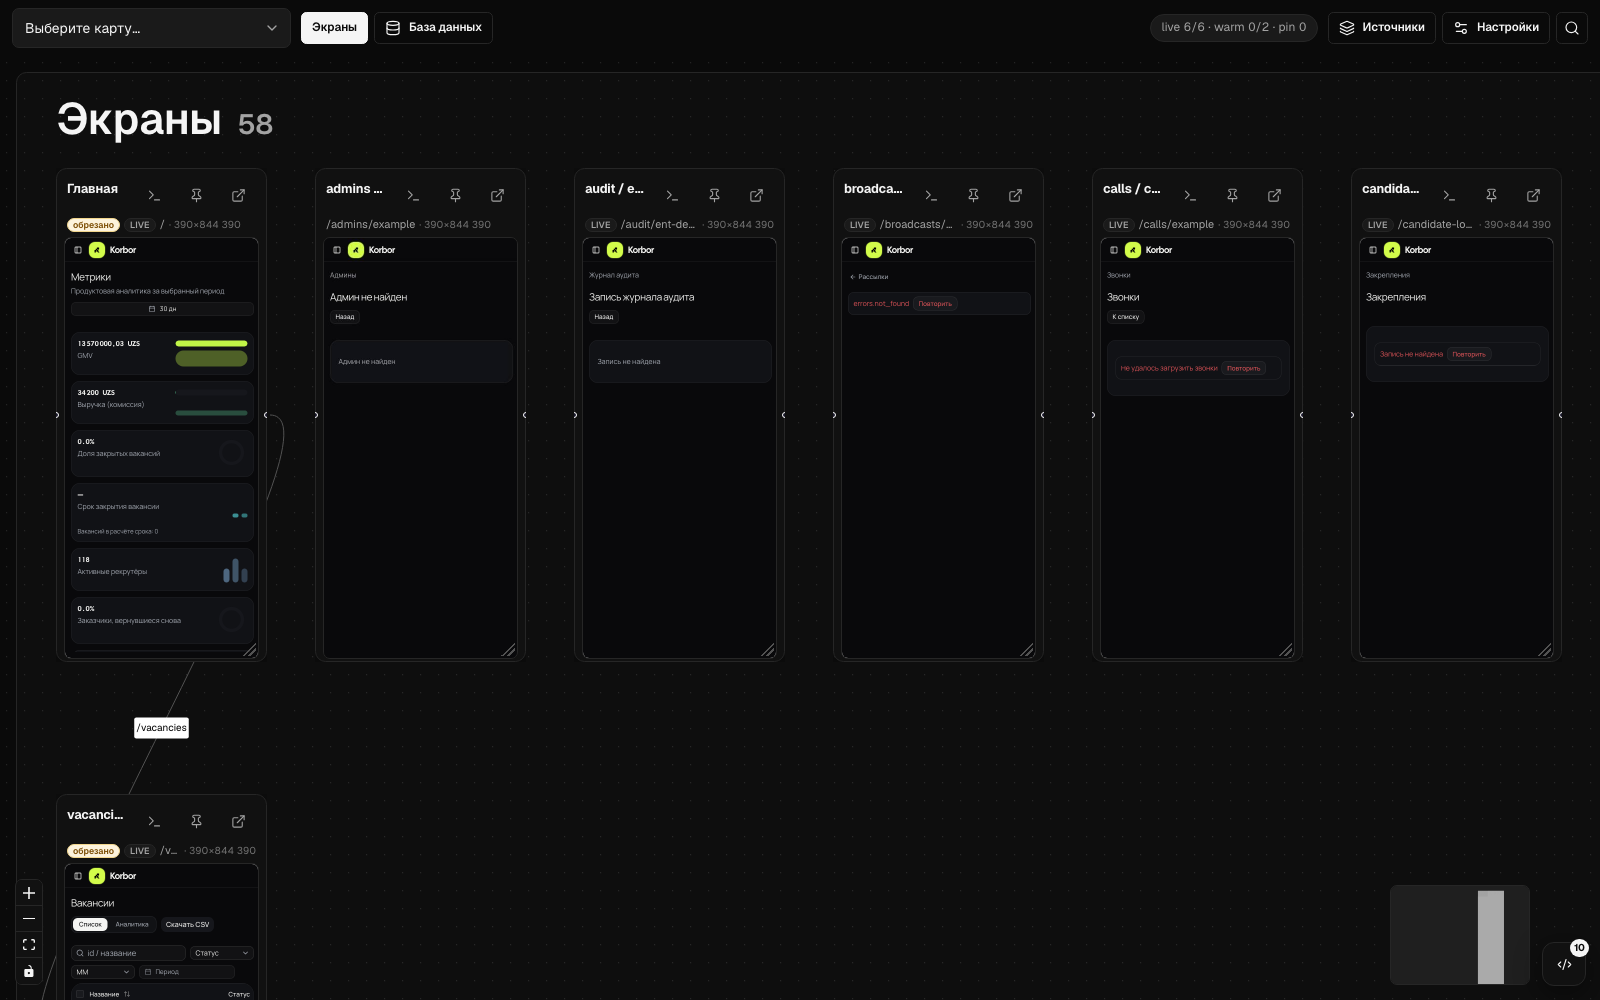 Выберите карту...
Экраны
База данных
live 6/6 · warm 0/2 · pin 0
Источники
Настройки
Экраны 58
Главная
обрезано LIVE / · 390×844 390
Korbor
Метрики
Продуктовая аналитика за выбранный период
30 дн
13 570 000,03 UZS
GMV
34 200 UZS
Выручка (комиссия)
0.0%
Доля закрытых вакансий
—
Срок закрытия вакансии
Вакансий в расчёте срока: 0
118
Активные рекрутёры
0.0%
Заказчики, вернувшиеся снова
admins ...
/admins/example · 390×844 390
Korbor
Админы
Админ не найден
Назад
Админ не найден
audit / e...
LIVE /audit/ent-de... · 390×844 390
Korbor
Журнал аудита
Запись журнала аудита
Назад
Запись не найдена
broadca...
LIVE /broadcasts/... · 390×844 390
Korbor
← Рассылки
errors.not_found Повторить
calls / c...
LIVE /calls/example · 390×844 390
Korbor
Звонки
Звонки
К списку
Не удалось загрузить звонки Повторить
candida...
LIVE /candidate-lo... · 390×844 390
Korbor
Закрепления
Закрепления
Запись не найдена Повторить
/vacancies
vacanci...
обрезано LIVE /v... · 390×844 390
Korbor
Вакансии
Список Аналитика Скачать CSV
id / название Статус
ММ Период
Название Статус
10